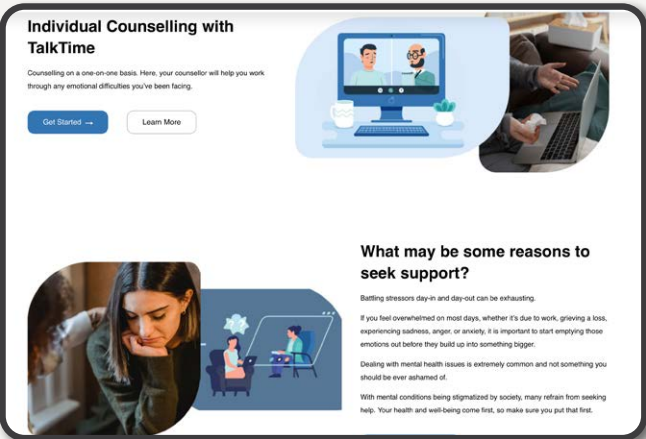 Individual Counselling with
TalkTime
Counselling on a one-on-one basis. Here, your counsellor will help you work
through any emotional difficulties you've been facing.
Get Started →
Learn More
What may be some reasons to
seek support?
Battling stressors day-in and day-out can be exhausting.
If you feel overwhelmed on most days, whether it's due to work, grieving a loss,
experiencing sadness, anger, or anxiety, it is important to start emptying those
emotions out before they build up into something bigger.
Dealing with mental health issues is extremely common and not something you
should be ever ashamed of.
With mental conditions being stigmatized by society, many refrain from seeking
help. Your health and well-being come first, so make sure you put that first.